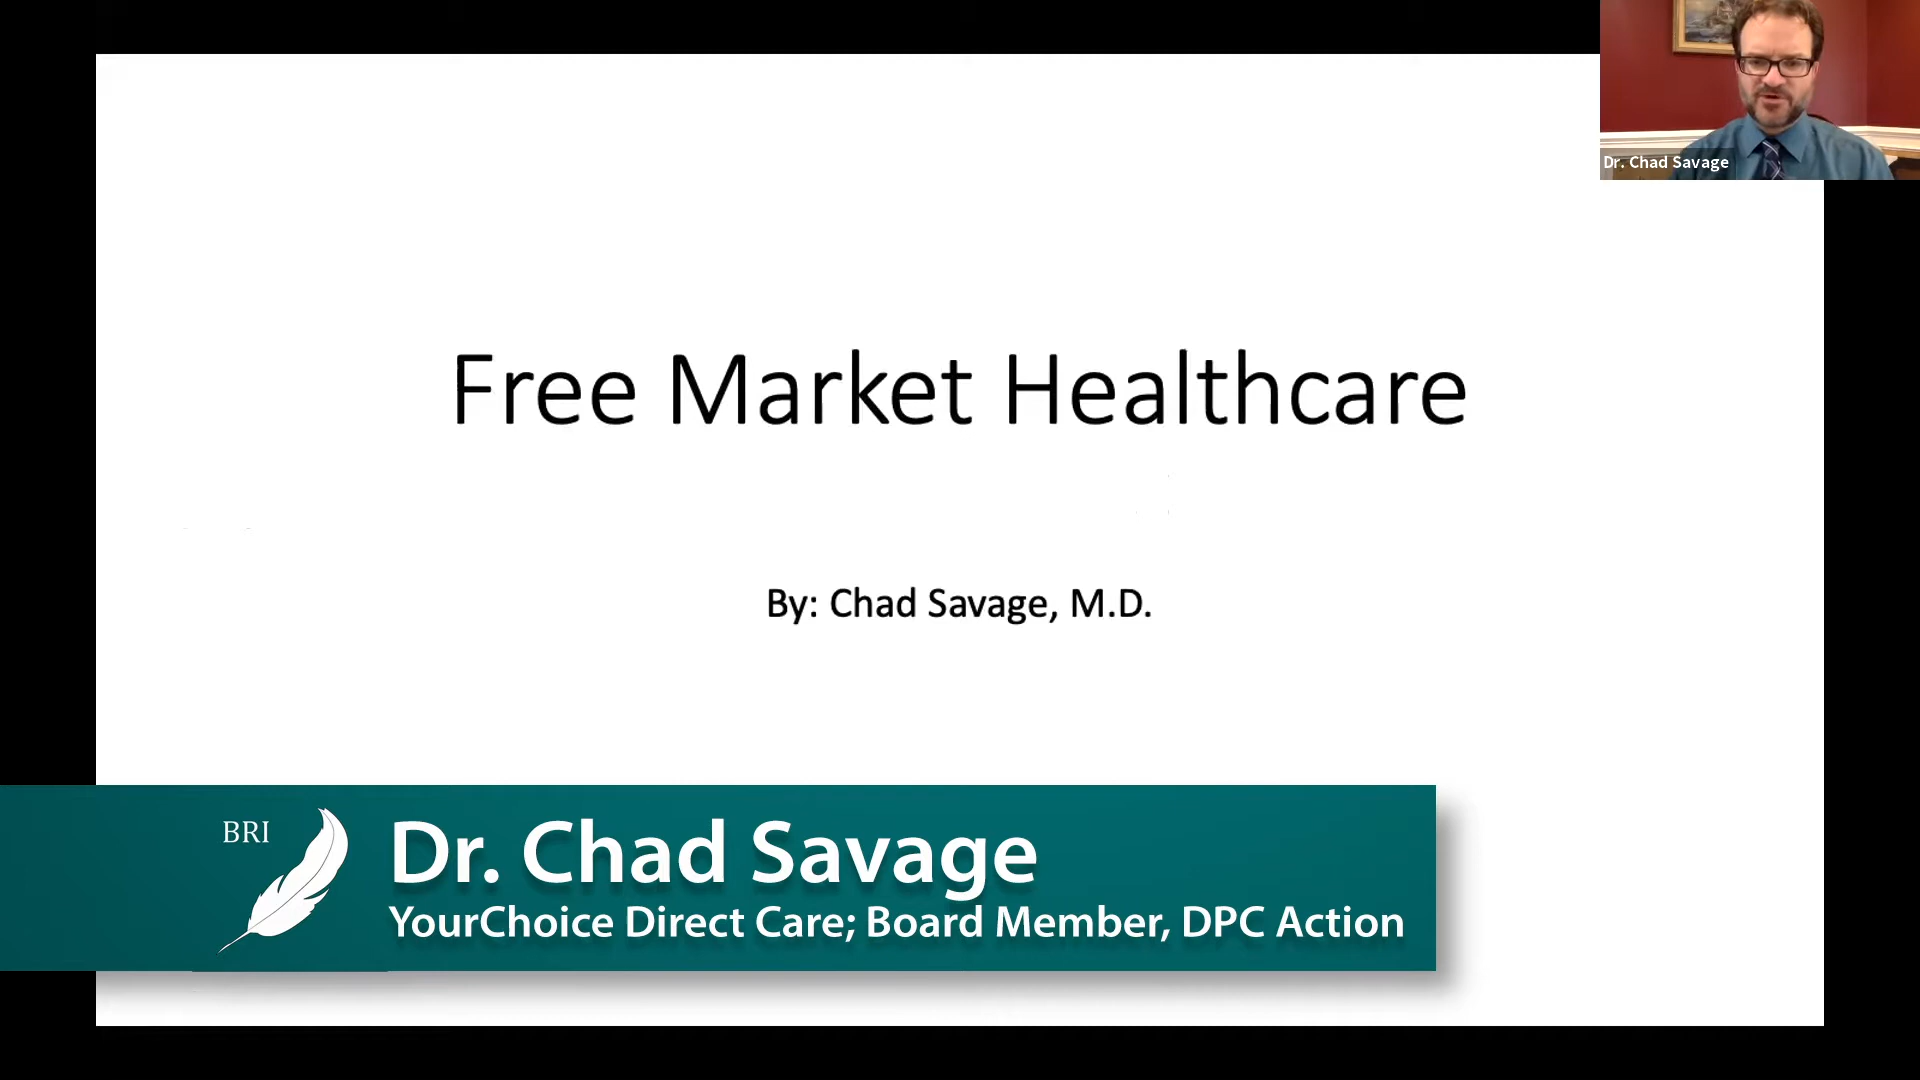 Dr. Chad Savage
Free Market Healthcare
By: Chad Savage, M.D.
BRI
Dr. Chad Savage
YourChoice Direct Care; Board Member, DPC Action